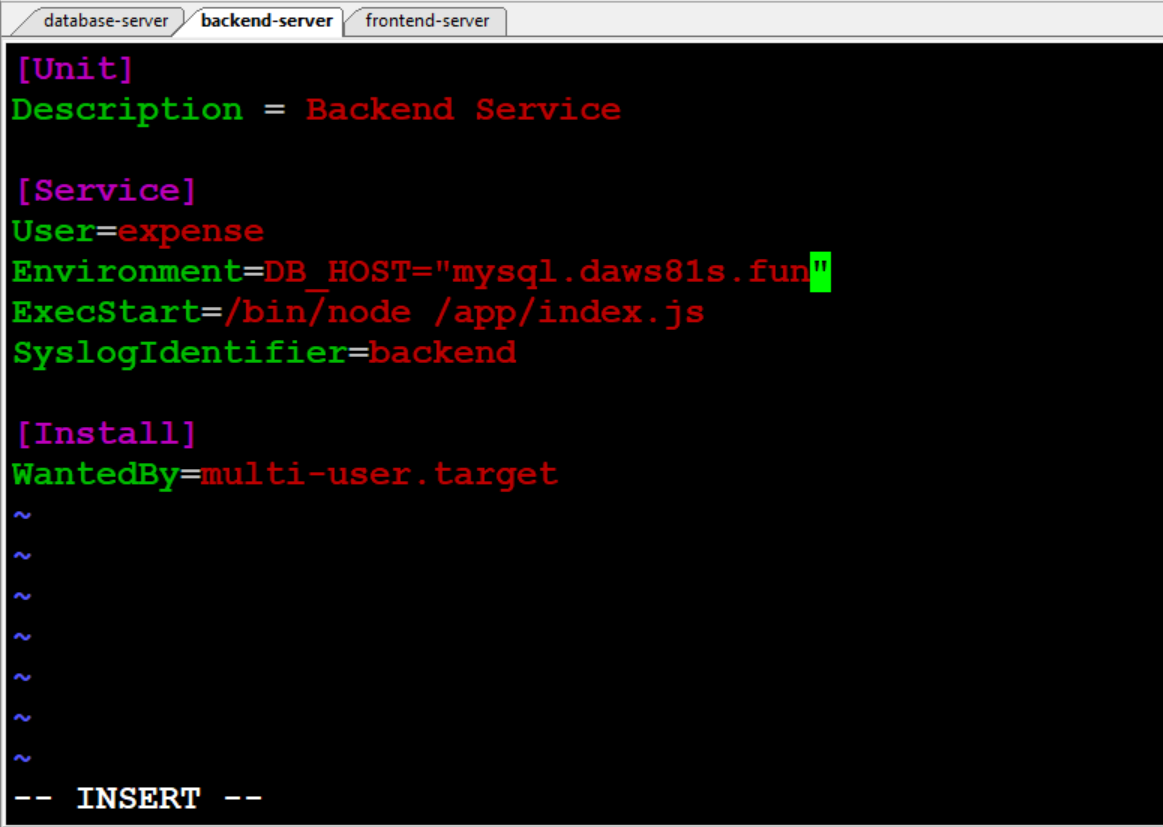 database-server backend-server frontend-server
[Unit]
Description = Backend Service
[Service]
User=expense
Environment=DB_HOST="mysql.daws81s.fun"
ExecStart=/bin/node /app/index.js
SyslogIdentifier=backend
[Install]
WantedBy=multi-user.target
~
~
~
~
~
~
~
-- INSERT --